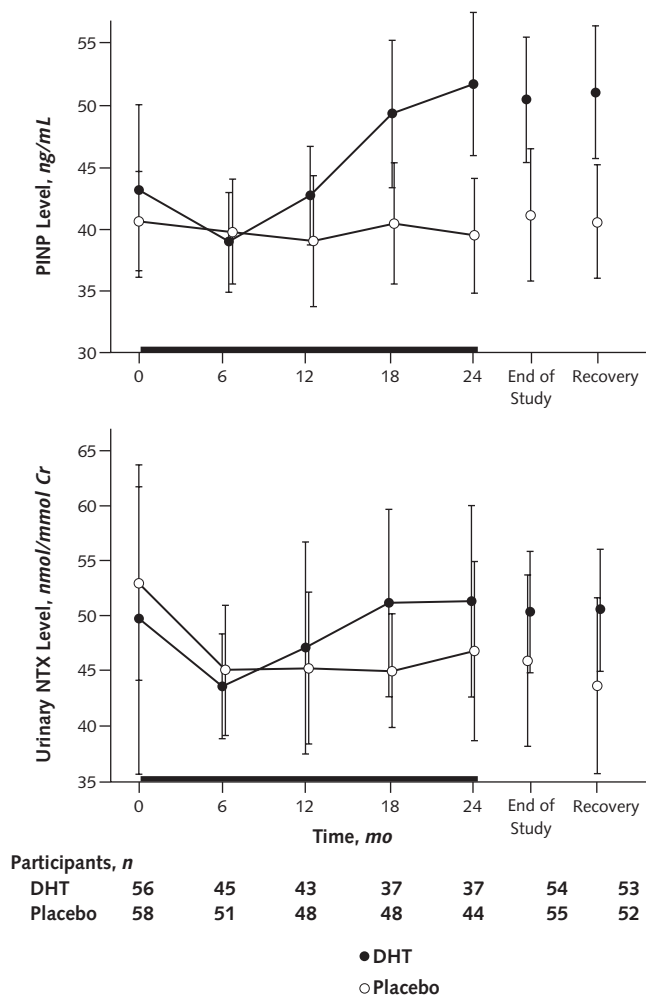 55
50
45
40
35
30
PINP Level, ng/mL
0 6 12 18 24 End of Study Recovery
65
60
55
50
45
40
35
Urinary NTX Level, nmol/mmol Cr
0 6 12 18 24 End of Study Recovery
Time, mo
Participants, n
DHT 56 45 43 37 37 54 53
Placebo 58 51 48 48 44 55 52
DHT
Placebo